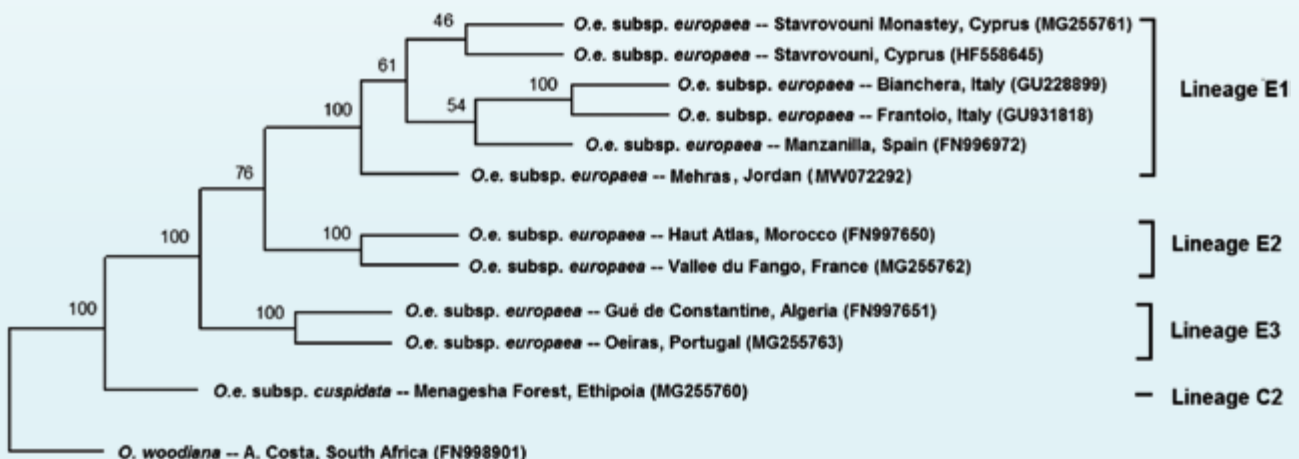 46
O.e. subsp. europaea -- Stavrovouni Monastey, Cyprus (MG255761)
O.e. subsp. europaea -- Stavrovouni, Cyprus (HF558645)
61
100
O.e. subsp. europaea -- Bianchera, Italy (GU228899)
Lineage E1
54
O.e. subsp. europaea -- Frantoio, Italy (GU931818)
100
O.e. subsp. europaea -- Manzanilla, Spain (FN996972)
76
O.e. subsp. europaea -- Mehras, Jordan (MW072292)
100
100
O.e. subsp. europaea -- Haut Atlas, Morocco (FN997650)
Lineage E2
O.e. subsp. europaea -- Vallee du Fango, France (MG255762)
100
100
O.e. subsp. europaea -- Gué de Constantine, Algeria (FN997651)
Lineage E3
O.e. subsp. europaea -- Oeiras, Portugal (MG255763)
O.e. subsp. cuspidata -- Menagesha Forest, Ethipoia (MG255760)
Lineage C2
O. woodiana -- A. Costa, South Africa (FN998901)